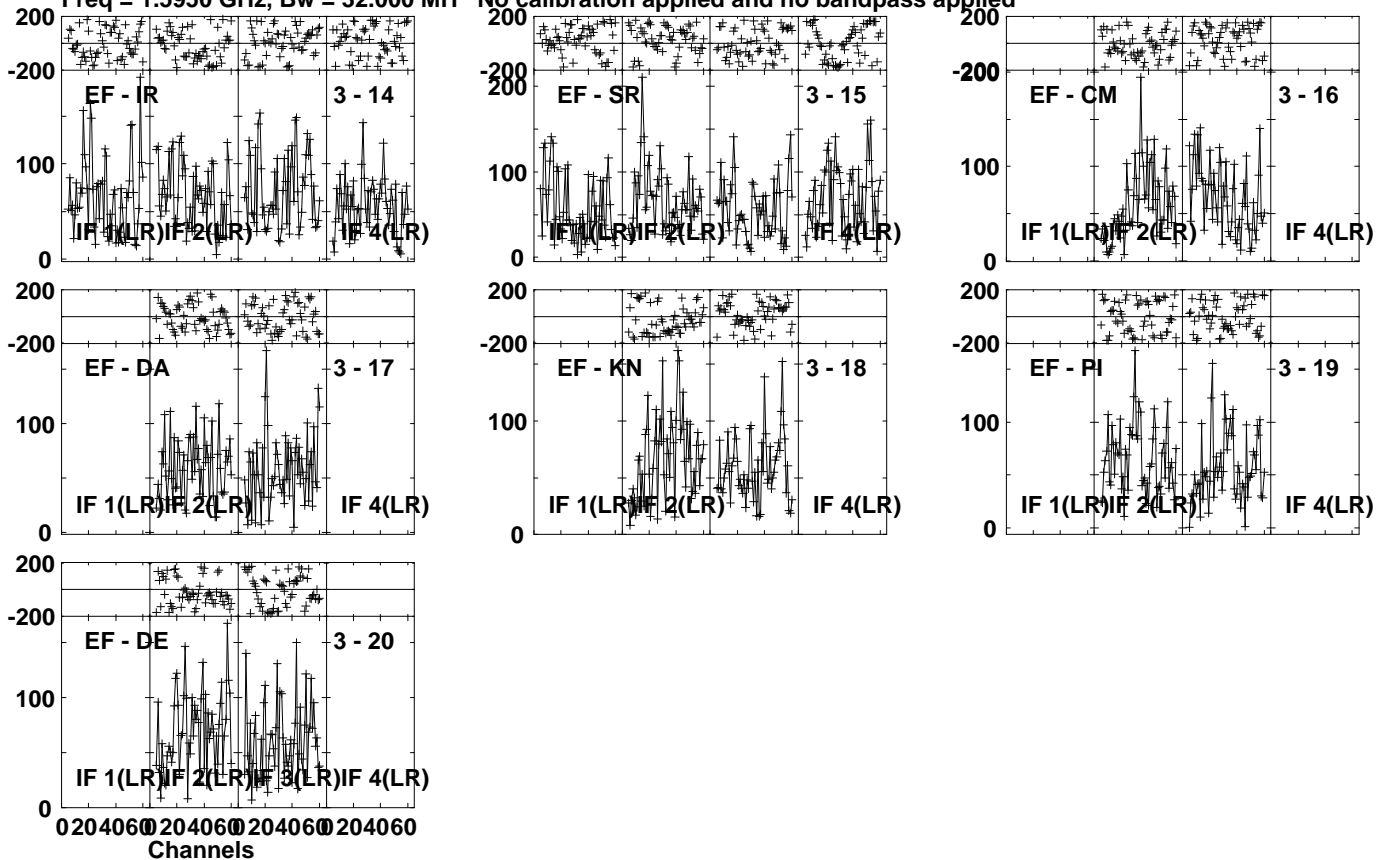 Freq = 1.5950 GHz, Bw = 32.000 MH No calibration applied and no bandpass applied
200
-200
EF - IR
3 - 14
100
0
IF 1(LR) IF 2(LR) IF 4(LR)
200
-200
200
EF - SR
3 - 15
100
0
IF 1(LR) IF 2(LR) IF 4(LR)
200
-200
200
EF - CM
3 - 16
100
0
IF 1(LR) IF 2(LR) IF 4(LR)
200
-200
EF - DA
3 - 17
100
0
IF 1(LR) IF 2(LR) IF 4(LR)
200
-200
EF - KN
3 - 18
100
0
IF 1(LR) IF 2(LR) IF 4(LR)
200
-200
EF - PI
3 - 19
100
0
IF 1(LR) IF 2(LR) IF 4(LR)
200
-200
EF - DE
3 - 20
100
0
IF 1(LR) IF 2(LR) IF 3(LR) IF 4(LR)
0 20 40 60 0 20 40 60 0 20 40 60 0 20 40 60
Channels